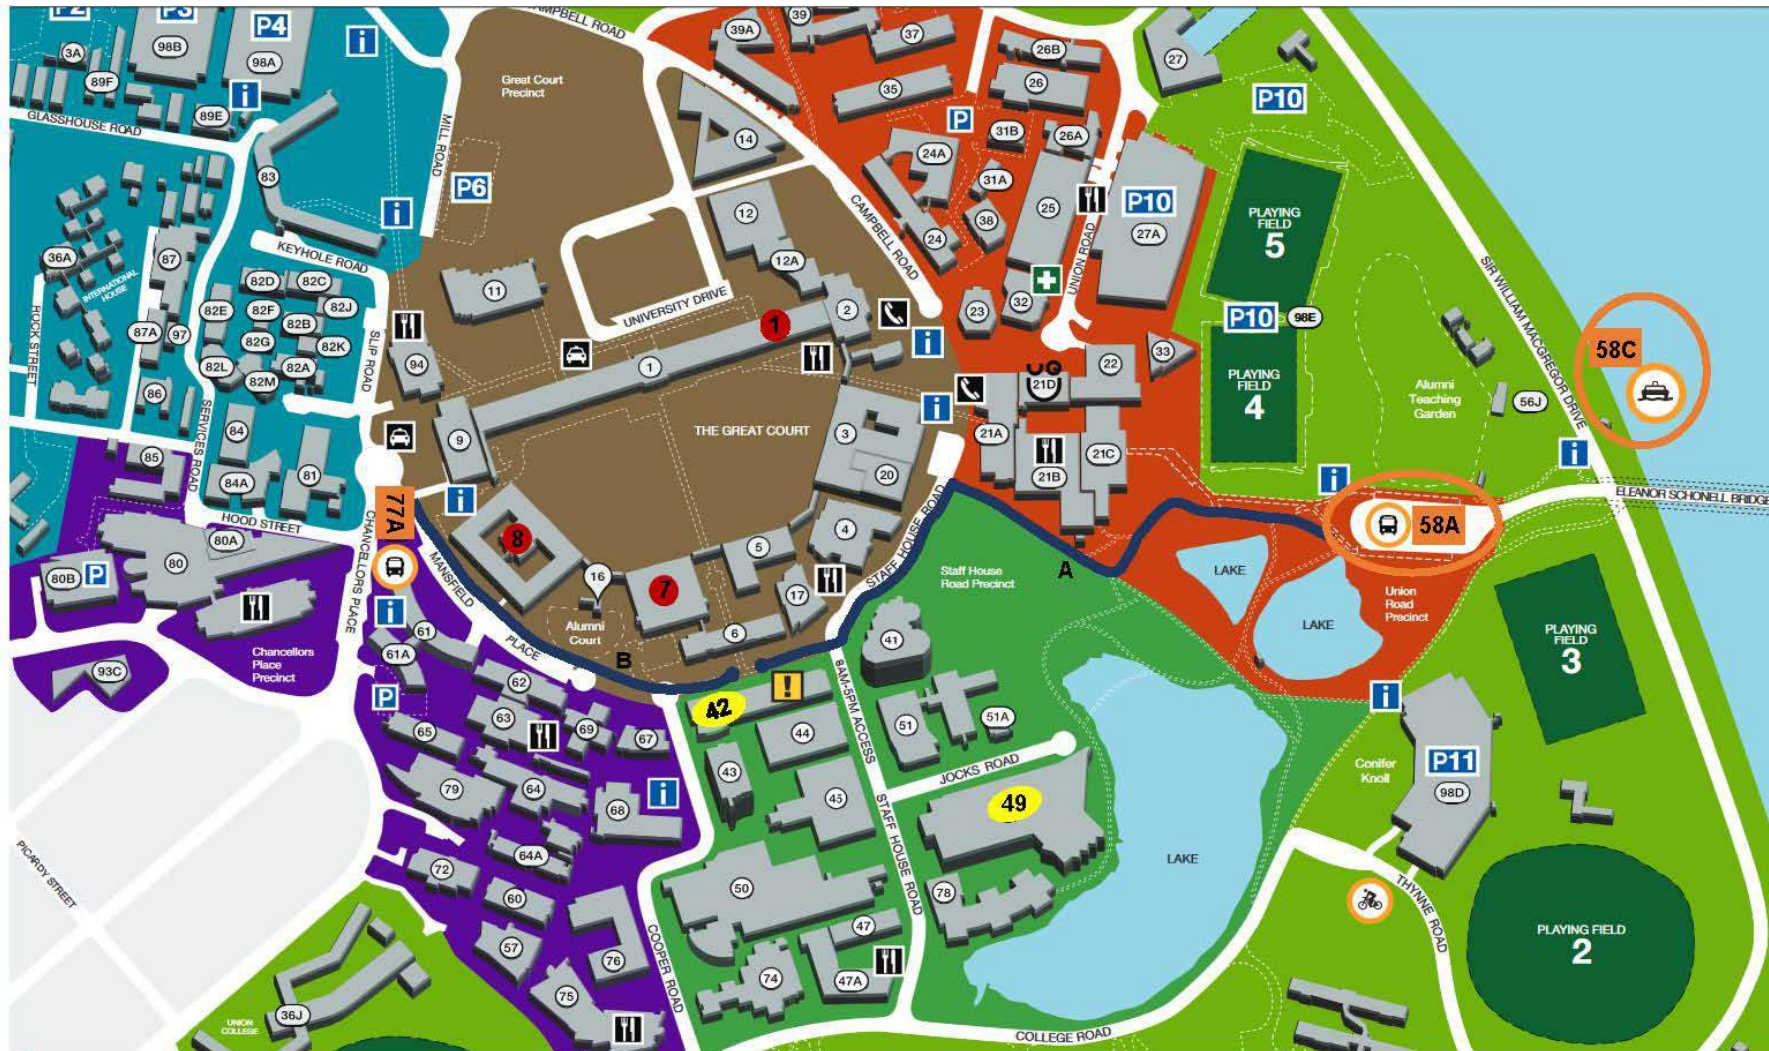 P2
P3
P4
3A
98B
98A
89F
89E
GLASSHOUSE ROAD
CAMPBELL ROAD
Great Court
Precinct
MILL ROAD
P6
39A
39
37
35
P
26B
26
26A
31B
31A
38
24A
24
25
27
P10
P10
27A
14
12
12A
CAMPBELL ROAD
UNION ROAD
PLAYING
FIELD
5
83
KEYHOLE ROAD
36A
INTERNATIONAL
HOUSE
87
87A
97
ROCK STREET
82D
82C
82E
82F
82J
82B
82G
82K
82L
82M
82A
SLIP ROAD
11
UNIVERSITY DRIVE
1
2
23
32
P10
98E
SIR WILLIAM MACGREGOR DRIVE
58C
94
1
33
22
UQ
21D
PLAYING
FIELD
4
Alumni
Teaching
Garden
56J
86
84
SERVICES ROAD
9
THE GREAT COURT
3
20
21A
21B
21C
85
84A
81
HOOD STREET
77A
CHANCELLORS PLACE
MANSFIELD
PLACE
8
16
Alumni
Court
7
5
4
17
6
STAFF HOUSE ROAD
58A
ELEANOR SCHONELL BRIDGE
80A
80
80B
P
Staff House
Road Precinct
A
LAKE
LAKE
Union
Road
Precinct
PLAYING
FIELD
3
61
61A
Chancellors
Place
Precinct
93C
P
62
63
69
67
65
B
42
!
41
8AM-5PM ACCESS
44
51
51A
43
45
JOCKS ROAD
49
Conifer
Knoll
P11
98D
79
64
68
64A
72
60
57
76
75
PICARDY STREET
COOPER ROAD
50
47
47A
74
78
STAFF HOUSE ROAD
LAKE
THYNNE ROAD
PLAYING FIELD
2
UNION
COLLEGE
36J
COLLEGE ROAD